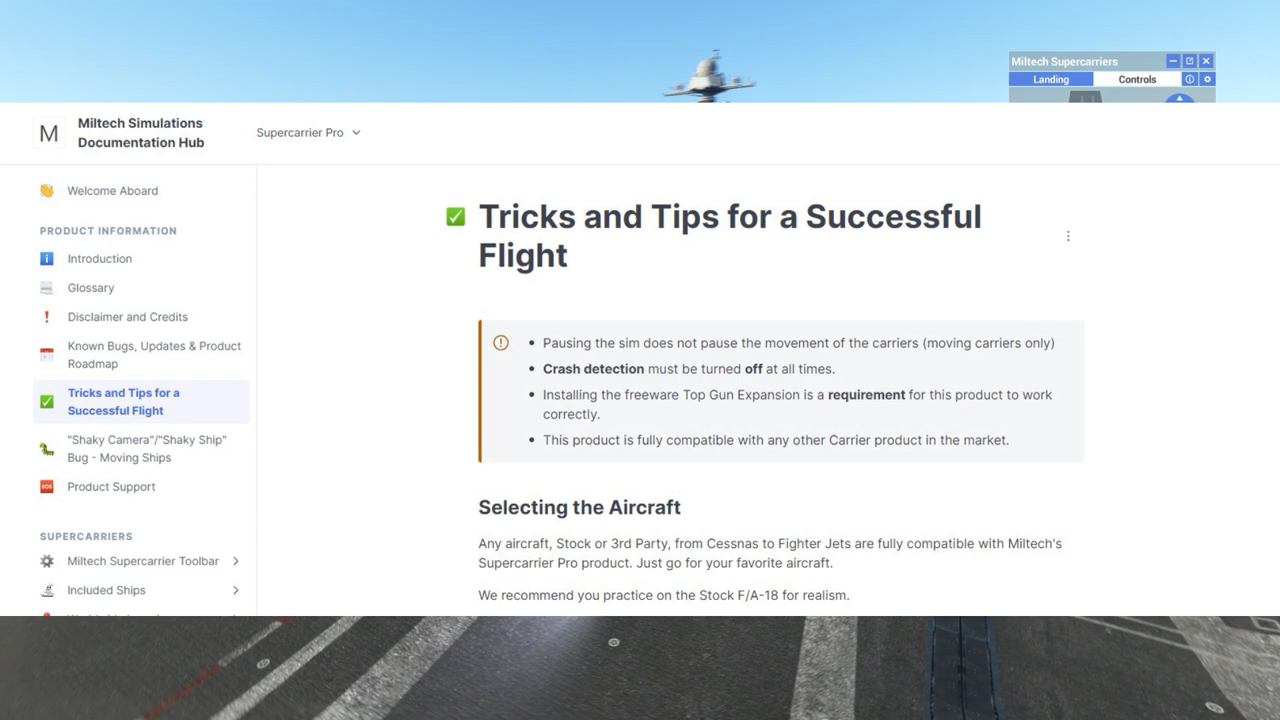 Miltech Supercarriers
Landing
Controls
M
Miltech Simulations
Documentation Hub
Supercarrier Pro
Welcome Aboard
PRODUCT INFORMATION
Introduction
Glossary
Disclaimer and Credits
Known Bugs, Updates & Product
Roadmap
Tricks and Tips for a
Successful Flight
"Shaky Camera"/"Shaky Ship"
Bug - Moving Ships
Product Support
SUPERCARRIERS
Miltech Supercarrier Toolbar
Included Ships
Tricks and Tips for a Successful
Flight
• Pausing the sim does not pause the movement of the carriers (moving carriers only)
• Crash detection must be turned off at all times.
• Installing the freeware Top Gun Expansion is a requirement for this product to work
correctly.
• This product is fully compatible with any other Carrier product in the market.
Selecting the Aircraft
Any aircraft, Stock or 3rd Party, from Cessnas to Fighter Jets are fully compatible with Miltech's
Supercarrier Pro product. Just go for your favorite aircraft.
We recommend you practice on the Stock F/A-18 for realism.